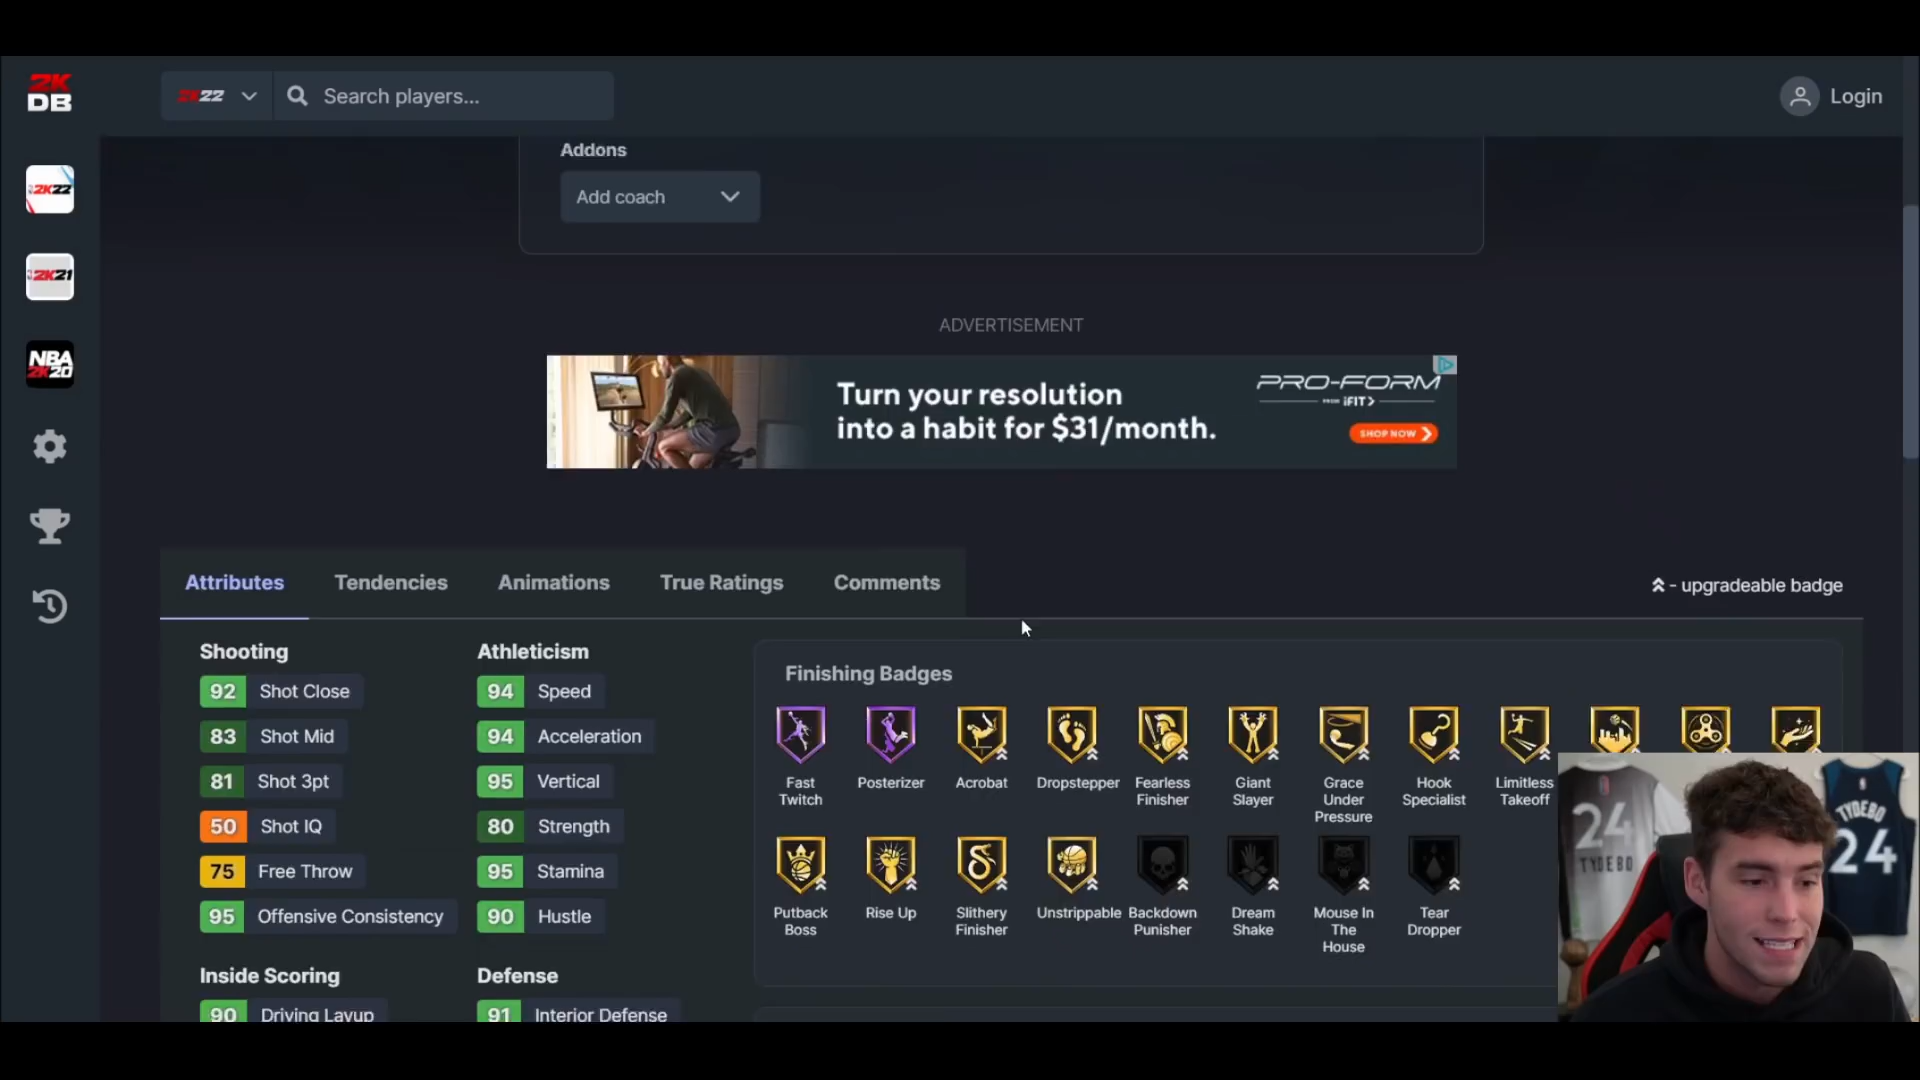 2K
DB
2K22
Search players...
Login
2K22
2K21
NBA
2K20
Addons
Add coach
ADVERTISEMENT
Turn your resolution
into a habit for $31/month.
PRO-FORM
FROM iFIT
SHOP NOW
Attributes
Tendencies
Animations
True Ratings
Comments
- upgradeable badge
Shooting
92 Shot Close
83 Shot Mid
81 Shot 3pt
50 Shot IQ
75 Free Throw
95 Offensive Consistency
Inside Scoring
90 Driving Layup
Athleticism
94 Speed
94 Acceleration
95 Vertical
80 Strength
95 Stamina
90 Hustle
Defense
91 Interior Defense
Finishing Badges
Fast
Twitch
Posterizer
Acrobat
Dropstepper
Fearless
Finisher
Giant
Slayer
Grace
Under
Pressure
Hook
Specialist
Limitless
Takeoff
Putback
Boss
Rise Up
Slithery
Finisher
Unstrippable
Backdown
Punisher
Dream
Shake
Mouse In
The
House
Tear
Dropper
24
TYDEBO
TYDEBO
24